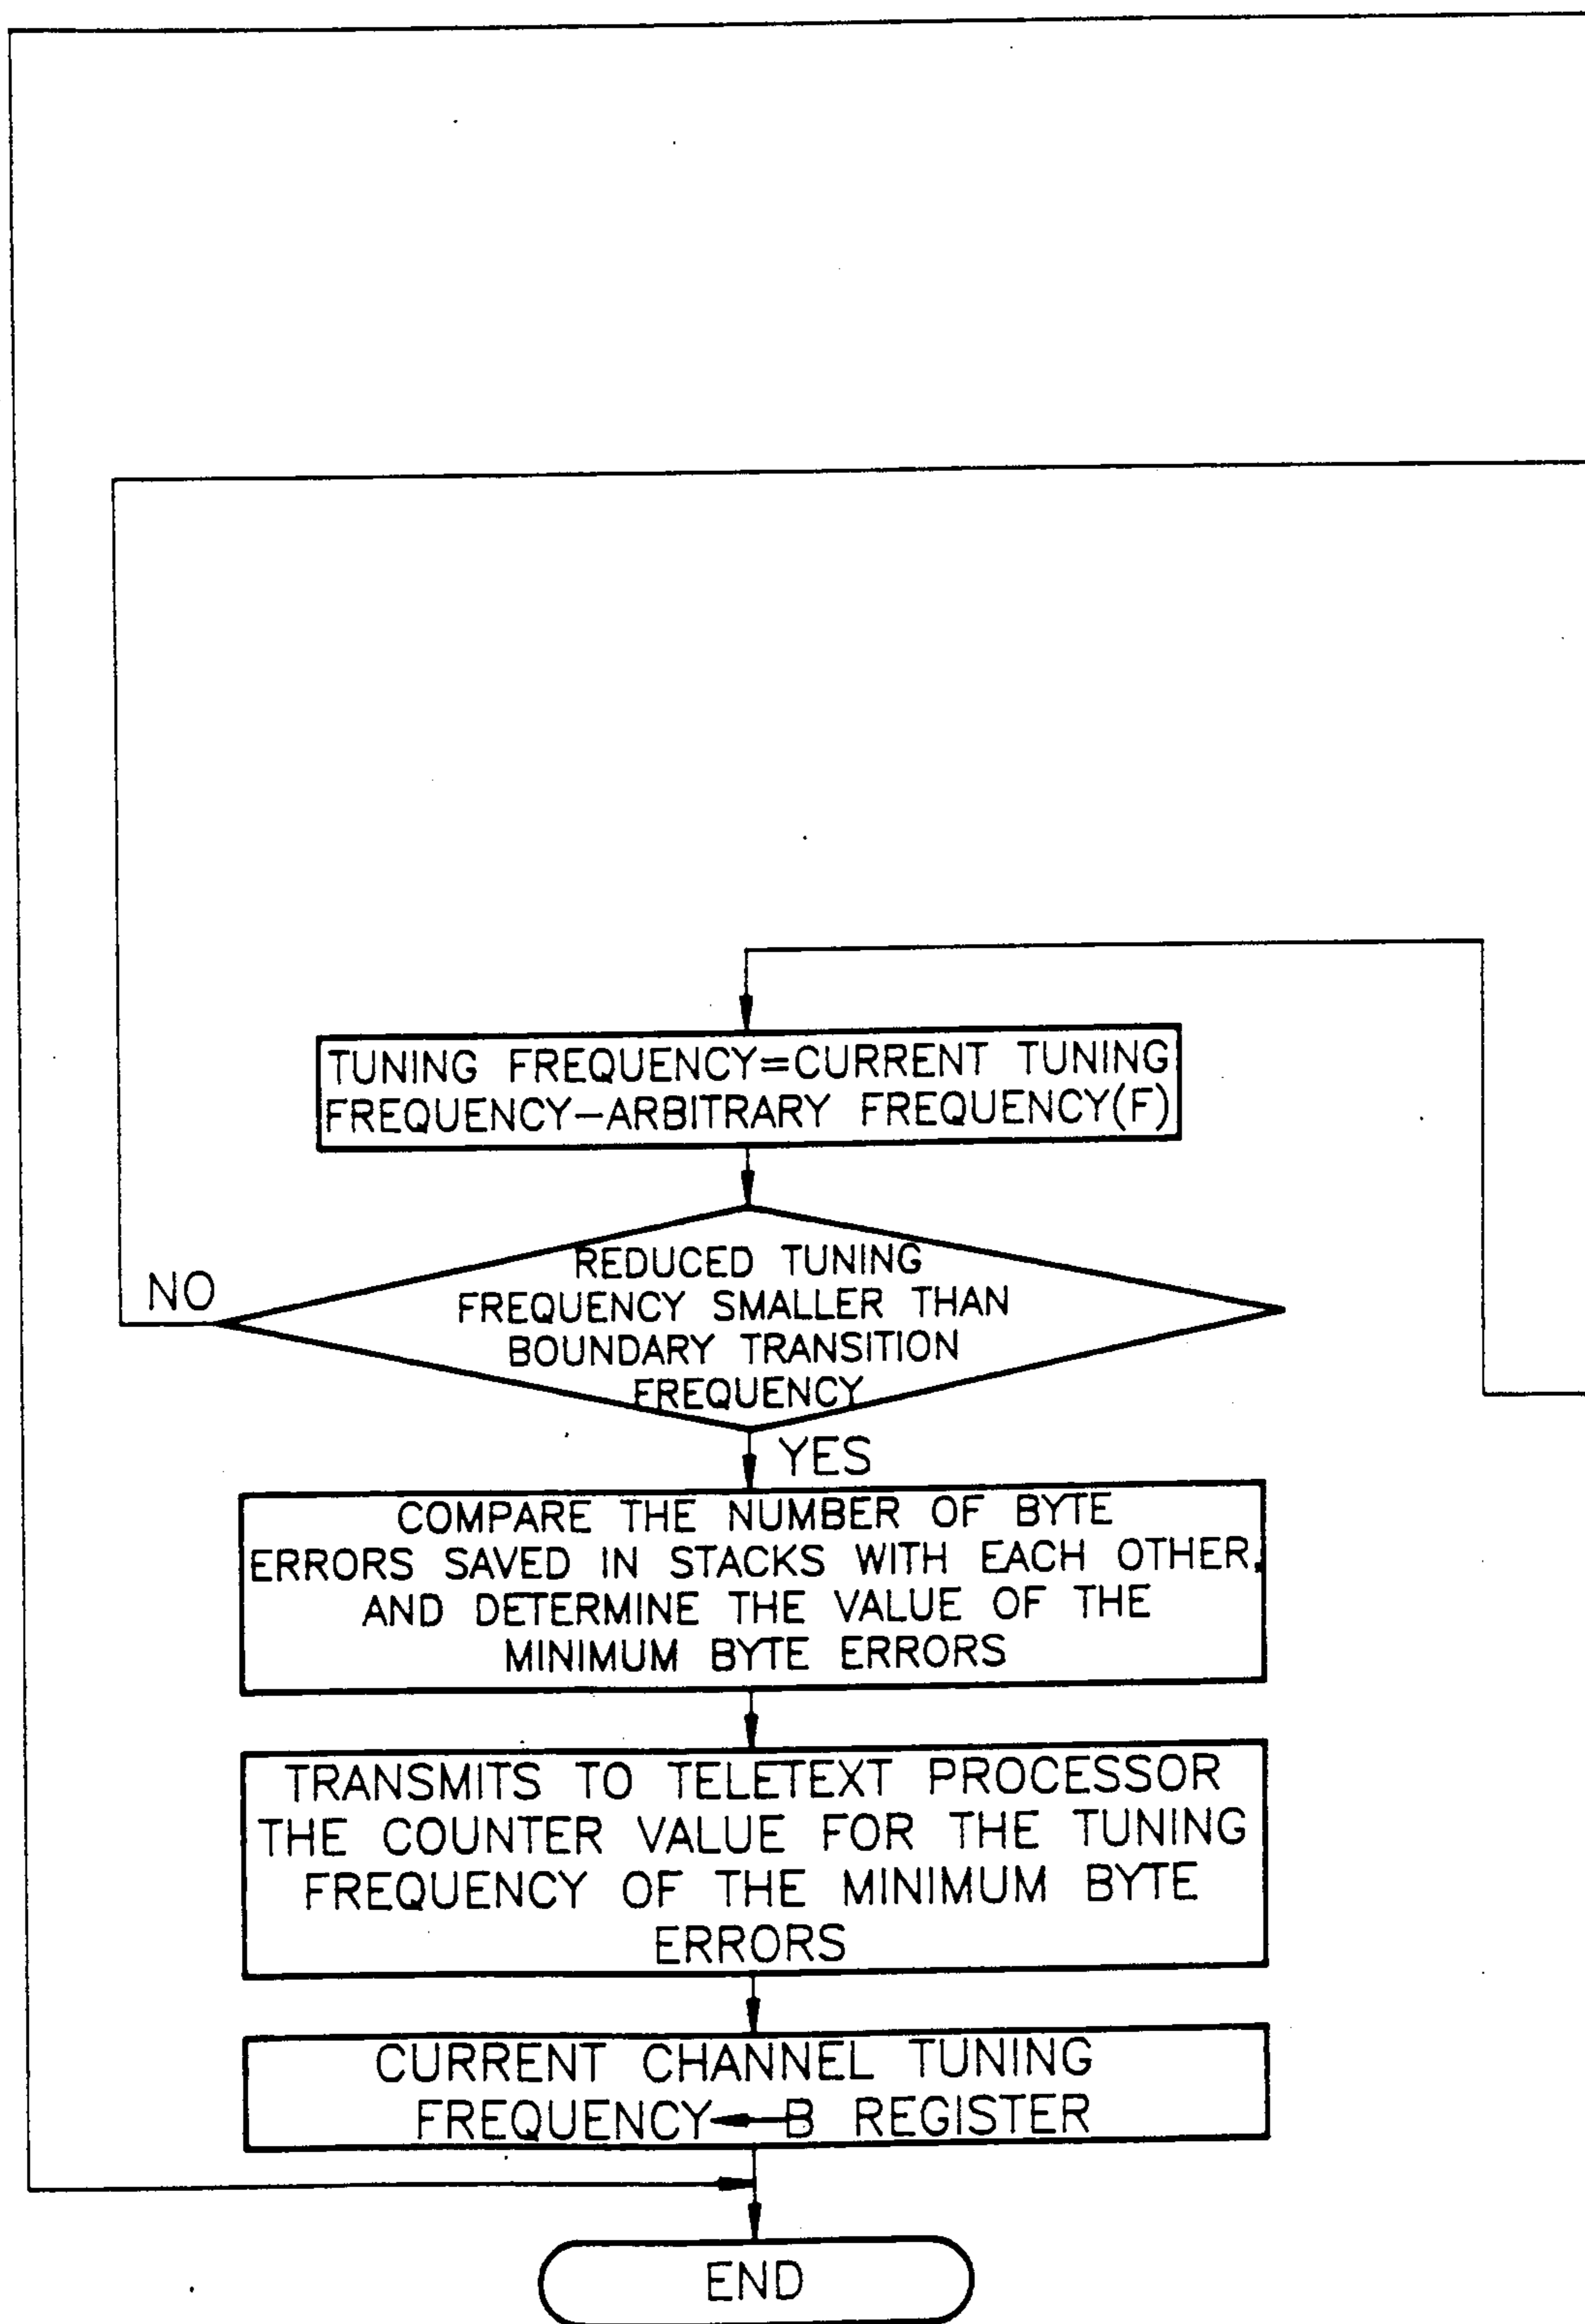 TUNING FREQUENCY=CURRENT TUNING
FREQUENCY-ARBITRARY FREQUENCY(F)
REDUCED TUNING
FREQUENCY SMALLER THAN
BOUNDARY TRANSITION
FREQUENCY
NO
YES
COMPARE THE NUMBER OF BYTE
ERRORS SAVED IN STACKS WITH EACH OTHER,
AND DETERMINE THE VALUE OF THE
MINIMUM BYTE ERRORS
TRANSMITS TO TELETEXT PROCESSOR
THE COUNTER VALUE FOR THE TUNING
FREQUENCY OF THE MINIMUM BYTE
ERRORS
CURRENT CHANNEL TUNING
FREQUENCY←B REGISTER
END